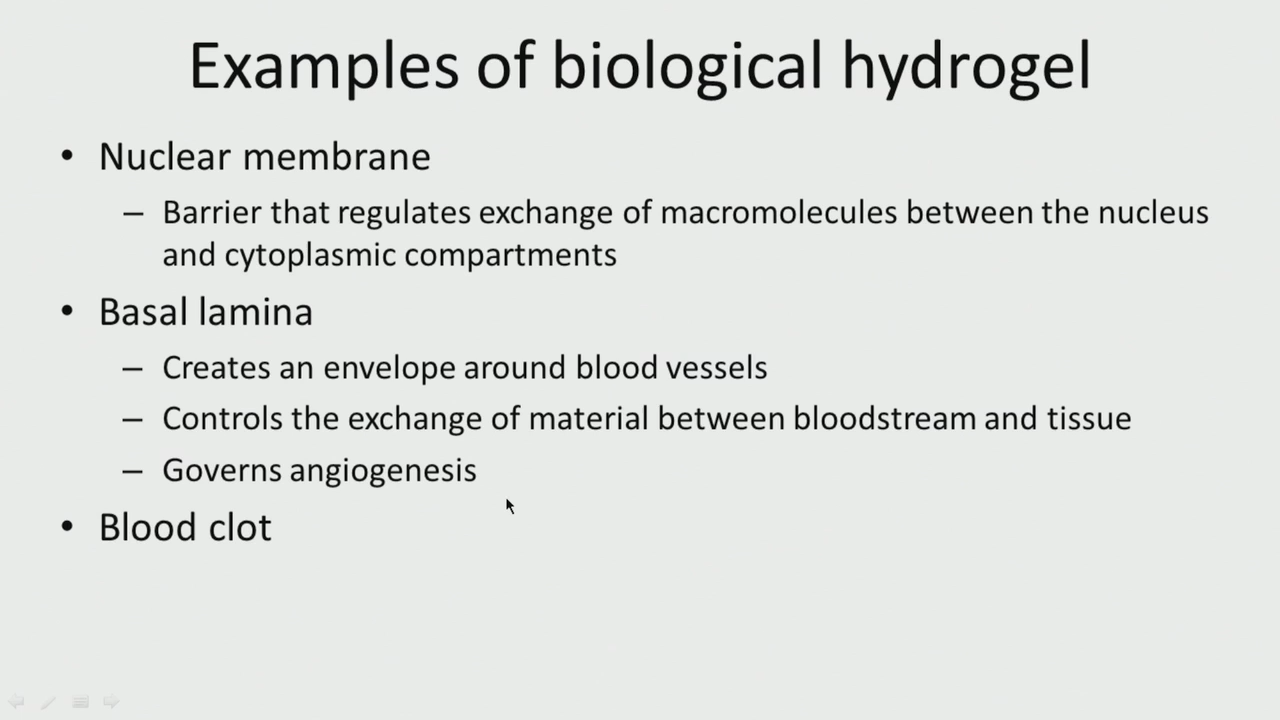 Examples of biological hydrogel
• Nuclear membrane
– Barrier that regulates exchange of macromolecules between the nucleus
and cytoplasmic compartments
• Basal lamina
– Creates an envelope around blood vessels
– Controls the exchange of material between bloodstream and tissue
– Governs angiogenesis
• Blood clot